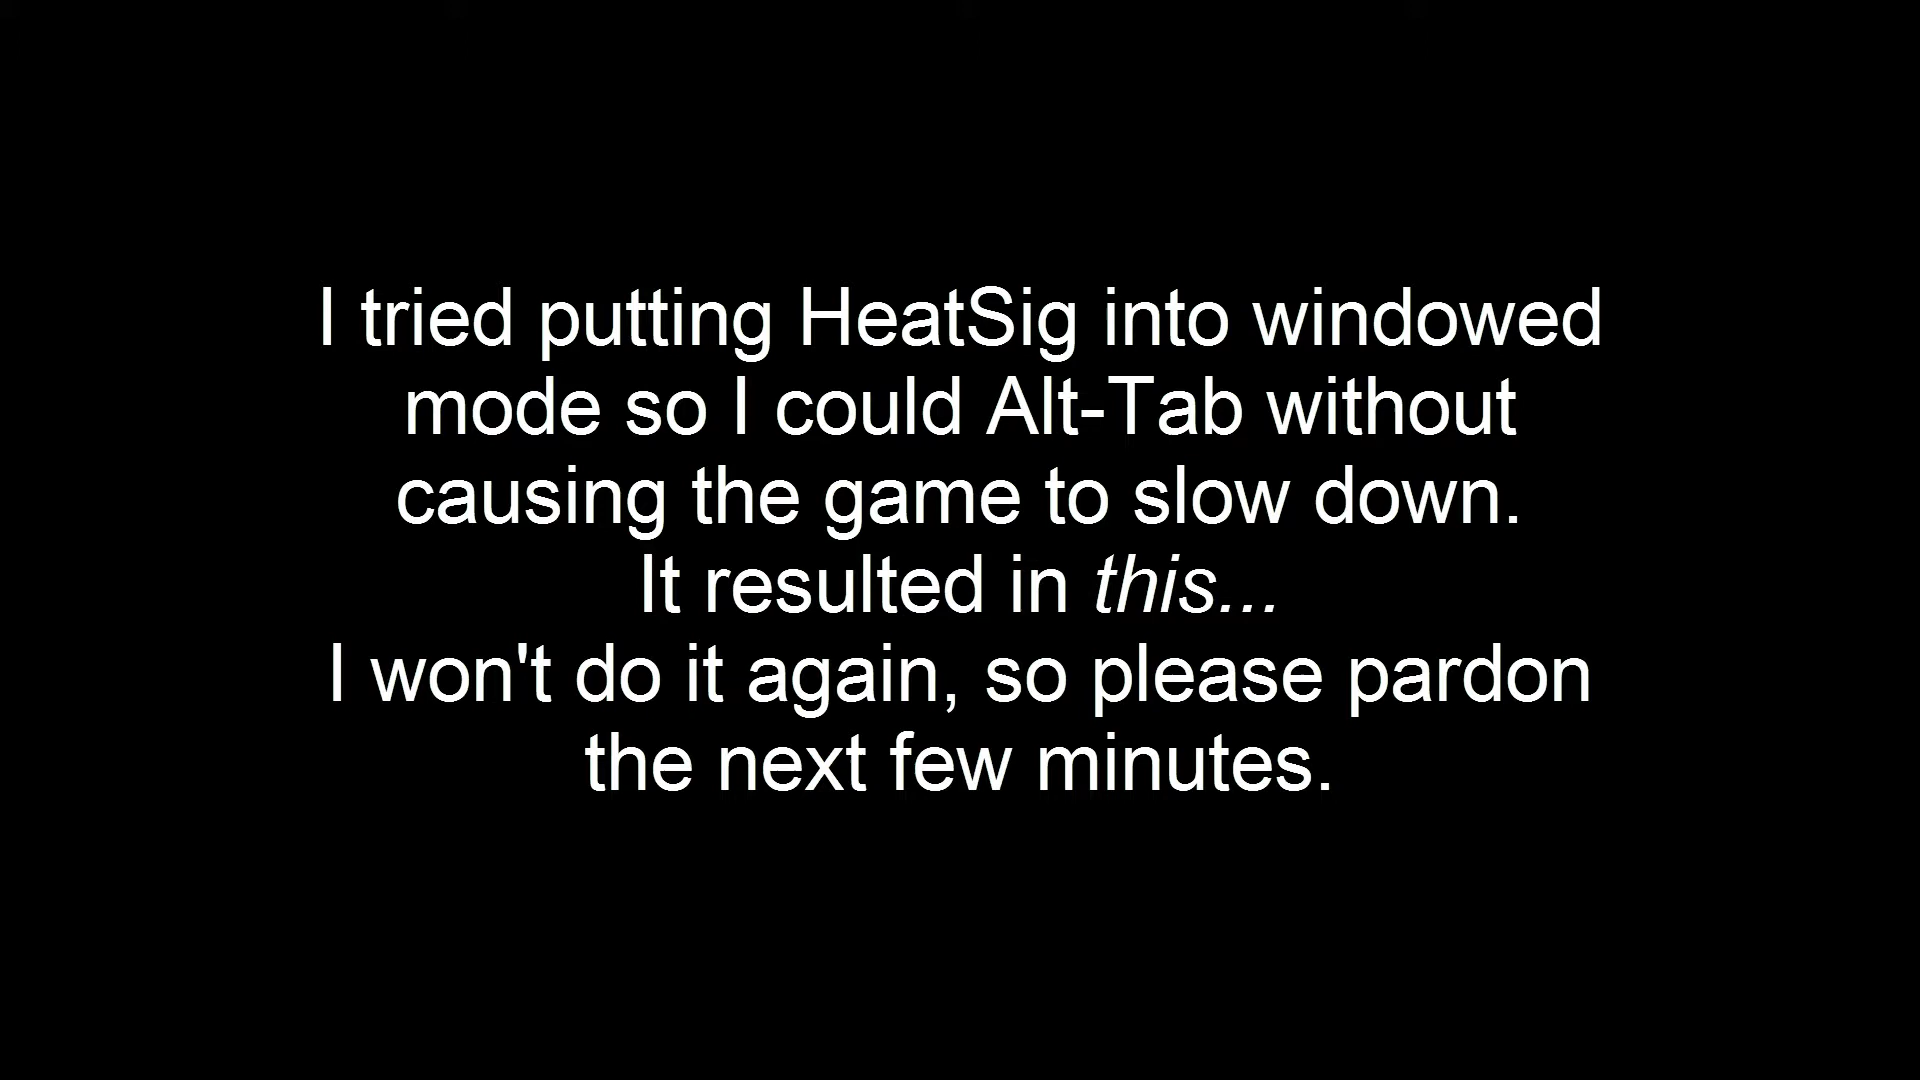 I tried putting HeatSig into windowed
mode so I could Alt-Tab without
causing the game to slow down.
It resulted in this...
I won't do it again, so please pardon
the next few minutes.